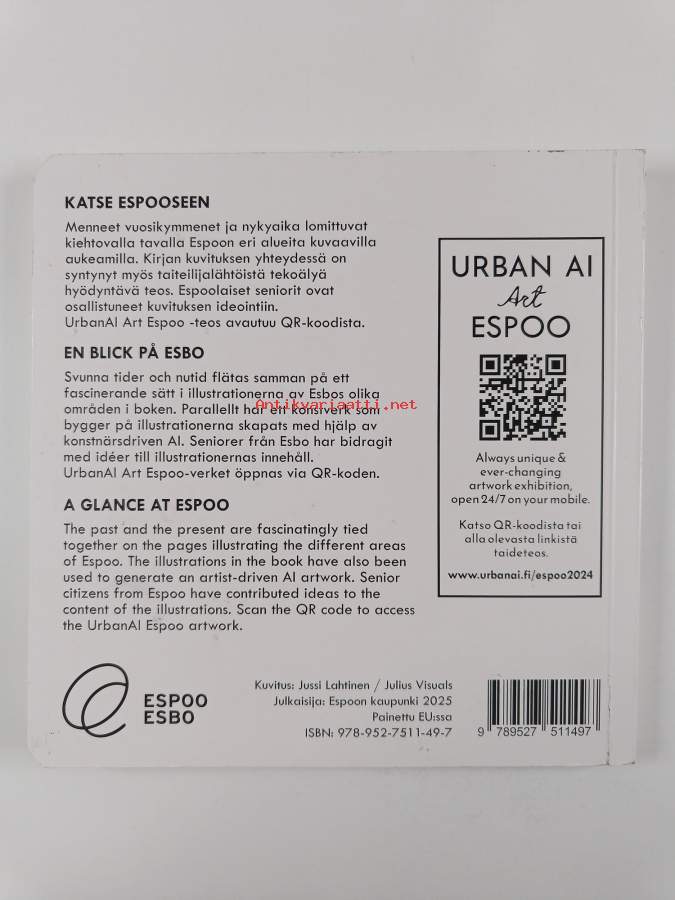 KATSE ESPOOSEEN
Menneet vuosikymmenet ja nykyaika lomittuvat
kiehtovalla tavalla Espoon eri alueita kuvaavilla
aukeamilla. Kirjan kuvituksen yhteydessä on
syntynyt myös taiteilijalähtöistä tekoälyä
hyödyntävä teos. Espoolaiset seniorit ovat
osallistuneet kuvituksen ideointiin.
UrbanAI Art Espoo -teos avautuu QR-koodista.
EN BLICK PÅ ESBO
Svunna tider och nutid flätas samman på ett
fascinerande sätt i illustrationerna av Esbos olika
områden i boken. Parallellt har ett konstverk som
bygger på illustrationerna skapats med hjälp av
konstnärsdriven AI. Seniorer från Esbo har bidragit
med idéer till illustrationernas innehåll.
UrbanAI Art Espoo-verket öppnas via QR-koden.
A GLANCE AT ESPOO
The past and the present are fascinatingly tied
together on the pages illustrating the different areas
of Espoo. The illustrations in the book have also been
used to generate an artist-driven AI artwork. Senior
citizens from Espoo have contributed ideas to the
content of the illustrations. Scan the QR code to access
the UrbanAI Espoo artwork.
URBAN AI
Art
ESPOO
Always unique &
ever-changing
artwork exhibition,
open 24/7 on your mobile.
Katso QR-koodista tai
alla olevasta linkistä
taideteos.
www.urbanai.fi/espoo2024
ESPOO
ESBO
Kuvitus: Jussi Lahtinen / Julius Visuals
Julkaisija: Espoon kaupunki 2025
Painettu EU:ssa
ISBN: 978-952-7511-49-7
9 789527 511497
Antikvariaatti.net